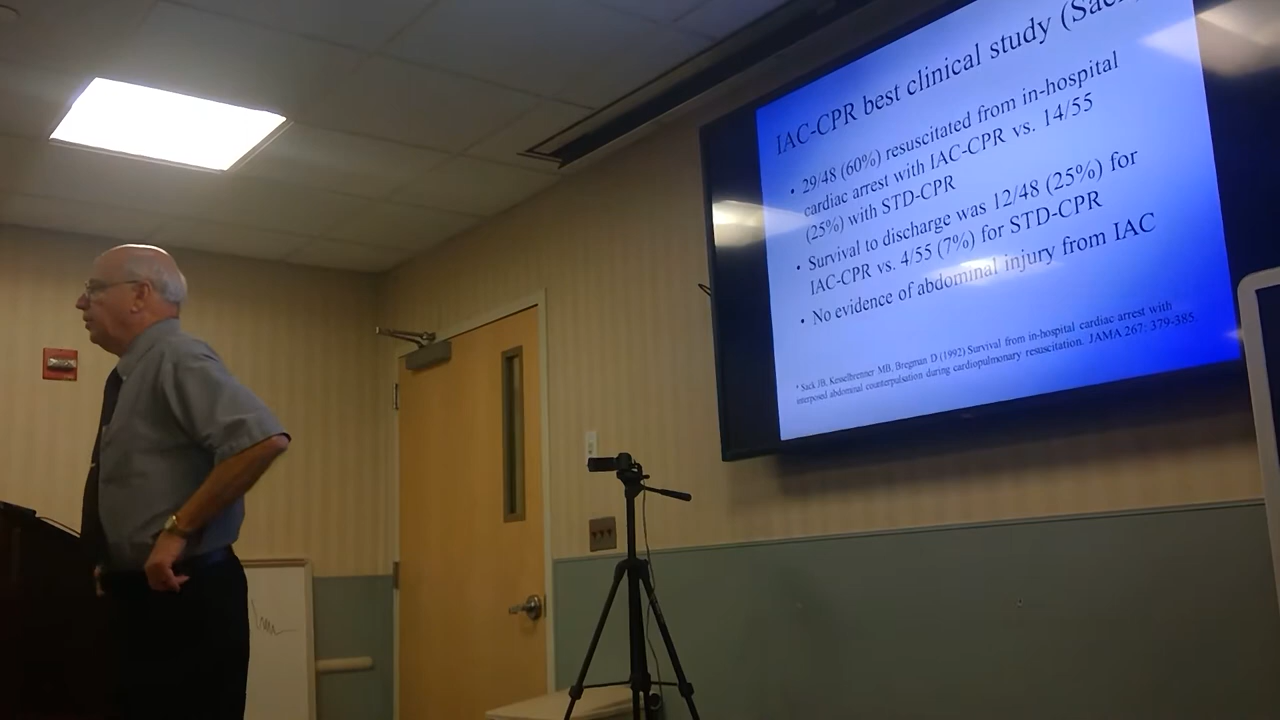 IAC-CPR best clinical study
• 29/48 (60%) resuscitated from in-hospital
cardiac arrest with IAC-CPR vs. 14/55
(25%) with STD-CPR
• Survival to discharge was 12/48 (25%) for
IAC-CPR vs. 4/55 (7%) for STD-CPR
• No evidence of abdominal injury from IAC
* Sack JB, Kesselbrenner MB, Bregman D (1992) Survival from in-hospital cardiac arrest with
interposed abdominal counterpulsation during cardiopulmonary resuscitation. JAMA 267: 379-385.